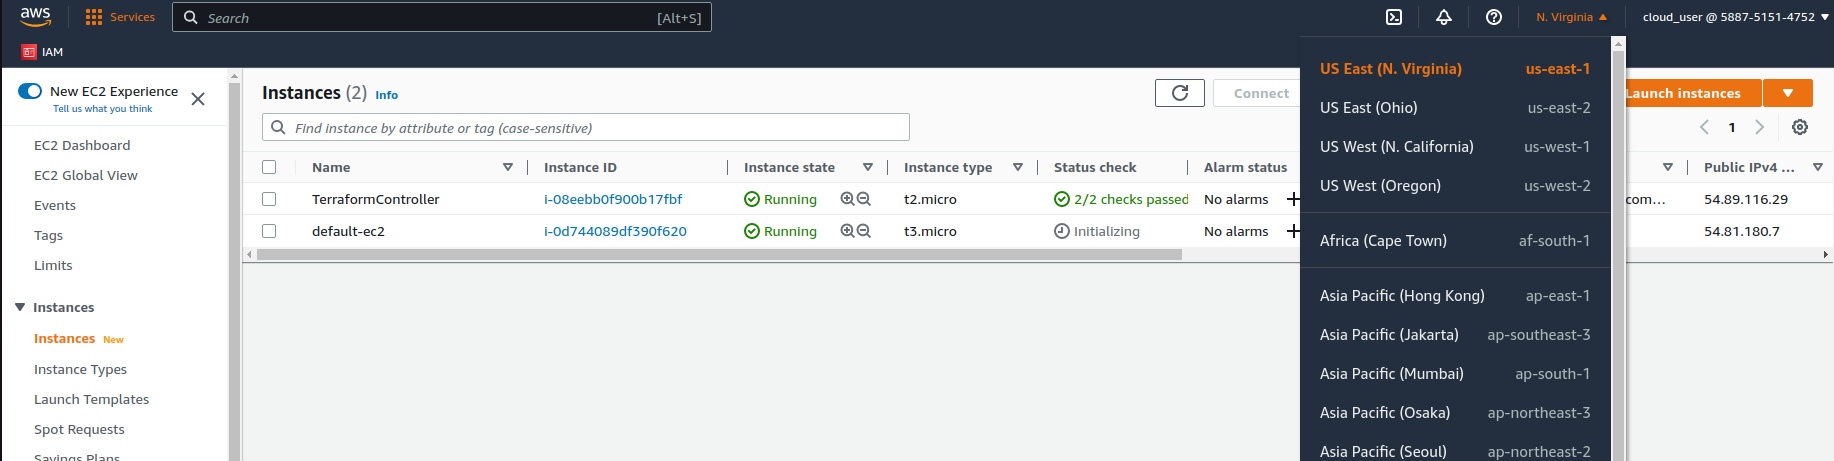 aws Services Search [Alt+S] N. Virginia cloud_user @ 5887-5151-4752
IAM
New EC2 Experience
Tell us what you think
EC2 Dashboard
EC2 Global View
Events
Tags
Limits
Instances
Instances New
Instance Types
Launch Templates
Spot Requests
Savings Plans
Instances (2) Info Connect Launch instances
Find instance by attribute or tag (case-sensitive) 1
Name Instance ID Instance state Instance type Status check Alarm status Public IPv4 ...
TerraformController i-08eebb0f900b17fbf Running t2.micro 2/2 checks passed No alarms com... 54.89.116.29
default-ec2 i-0d744089df390f620 Running t3.micro Initializing No alarms 54.81.180.7
US East (N. Virginia) us-east-1
US East (Ohio) us-east-2
US West (N. California) us-west-1
US West (Oregon) us-west-2
Africa (Cape Town) af-south-1
Asia Pacific (Hong Kong) ap-east-1
Asia Pacific (Jakarta) ap-southeast-3
Asia Pacific (Mumbai) ap-south-1
Asia Pacific (Osaka) ap-northeast-3
Asia Pacific (Seoul) ap-northeast-2